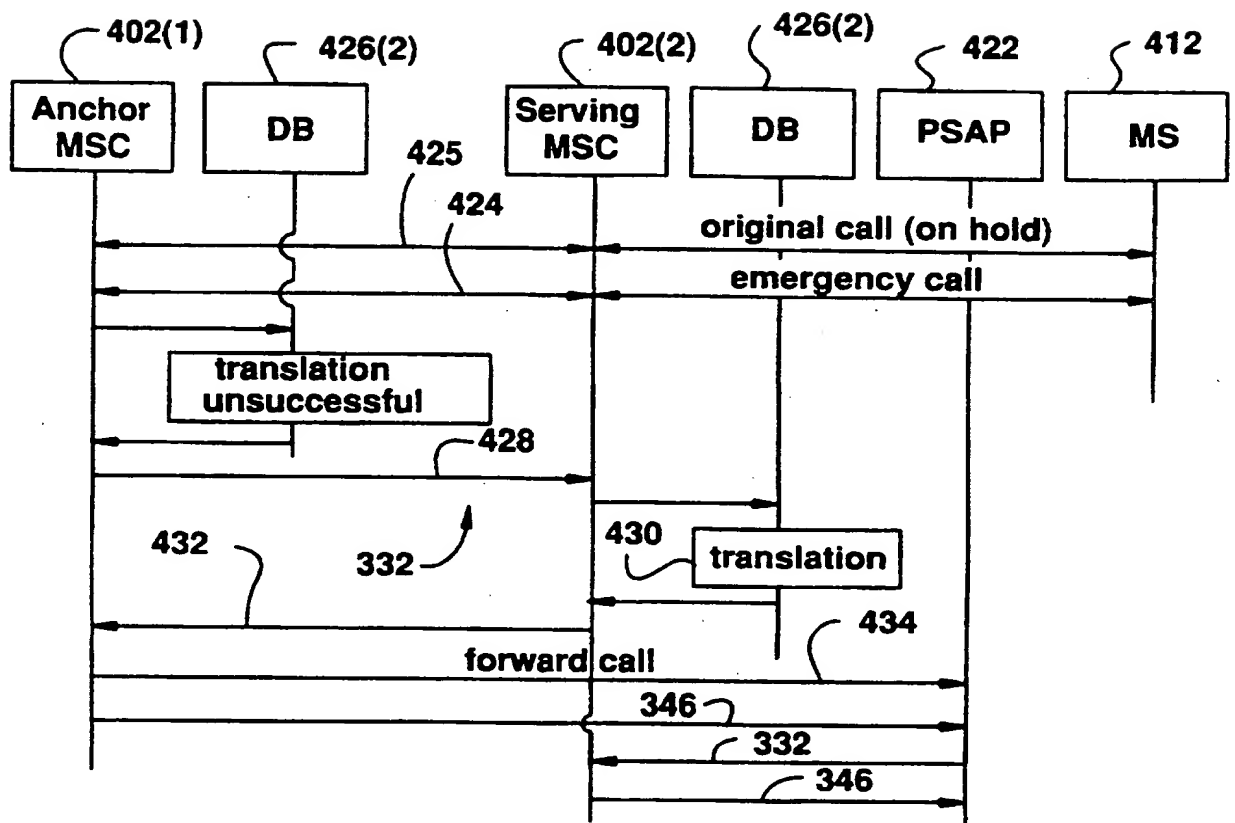 402(1)
426(2)
402(2)
426(2)
422
412
Anchor
MSC
DB
Serving
MSC
DB
PSAP
MS
425
424
original call (on hold)
emergency call
translation
unsuccessful
428
432
332
430
translation
434
forward call
346
332
346